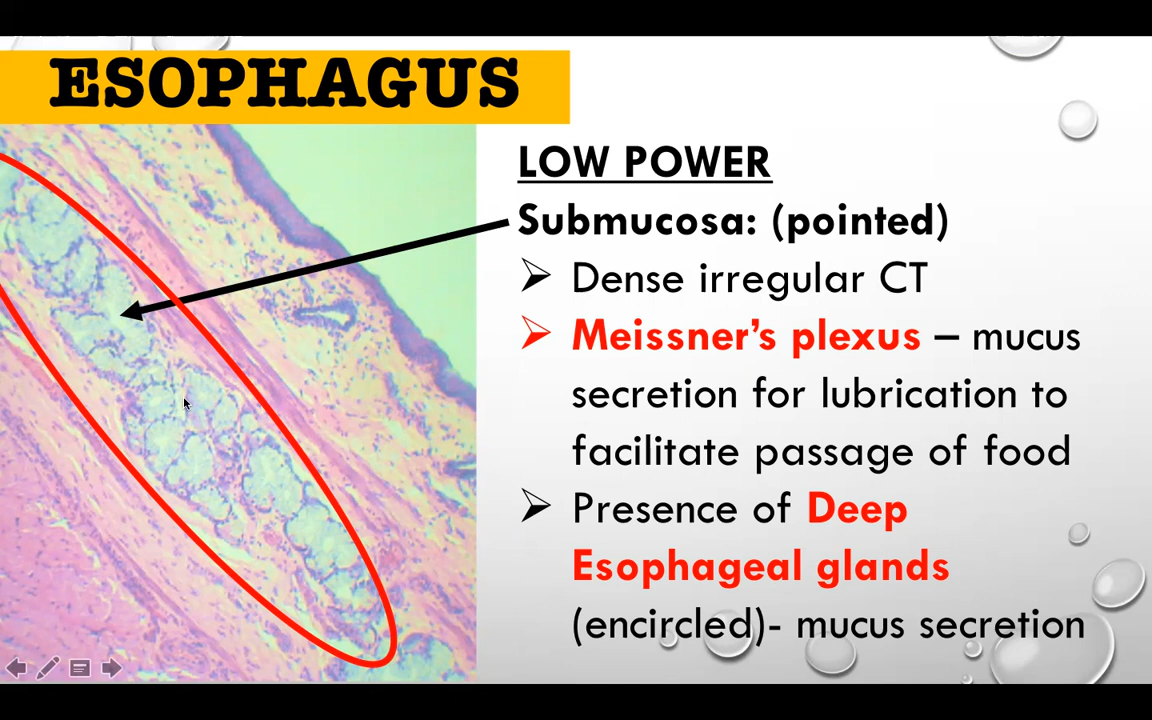 ESOPHAGUS
LOW POWER
Submucosa: (pointed)
Dense irregular CT
Meissner's plexus – mucus
secretion for lubrication to
facilitate passage of food
Presence of Deep
Esophageal glands
(encircled)- mucus secretion